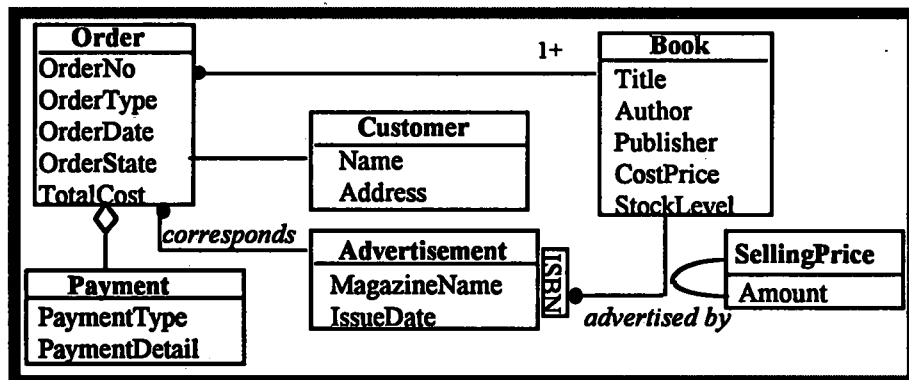 Order
OrderNo
OrderType
OrderDate
OrderState
TotalCost
1+
Book
Title
Author
Publisher
CostPrice
StockLevel
Customer
Name
Address
corresponds
Advertisement
MagazineName
IssueDate
ISBN
advertised by
SellingPrice
Amount
Payment
PaymentType
PaymentDetail